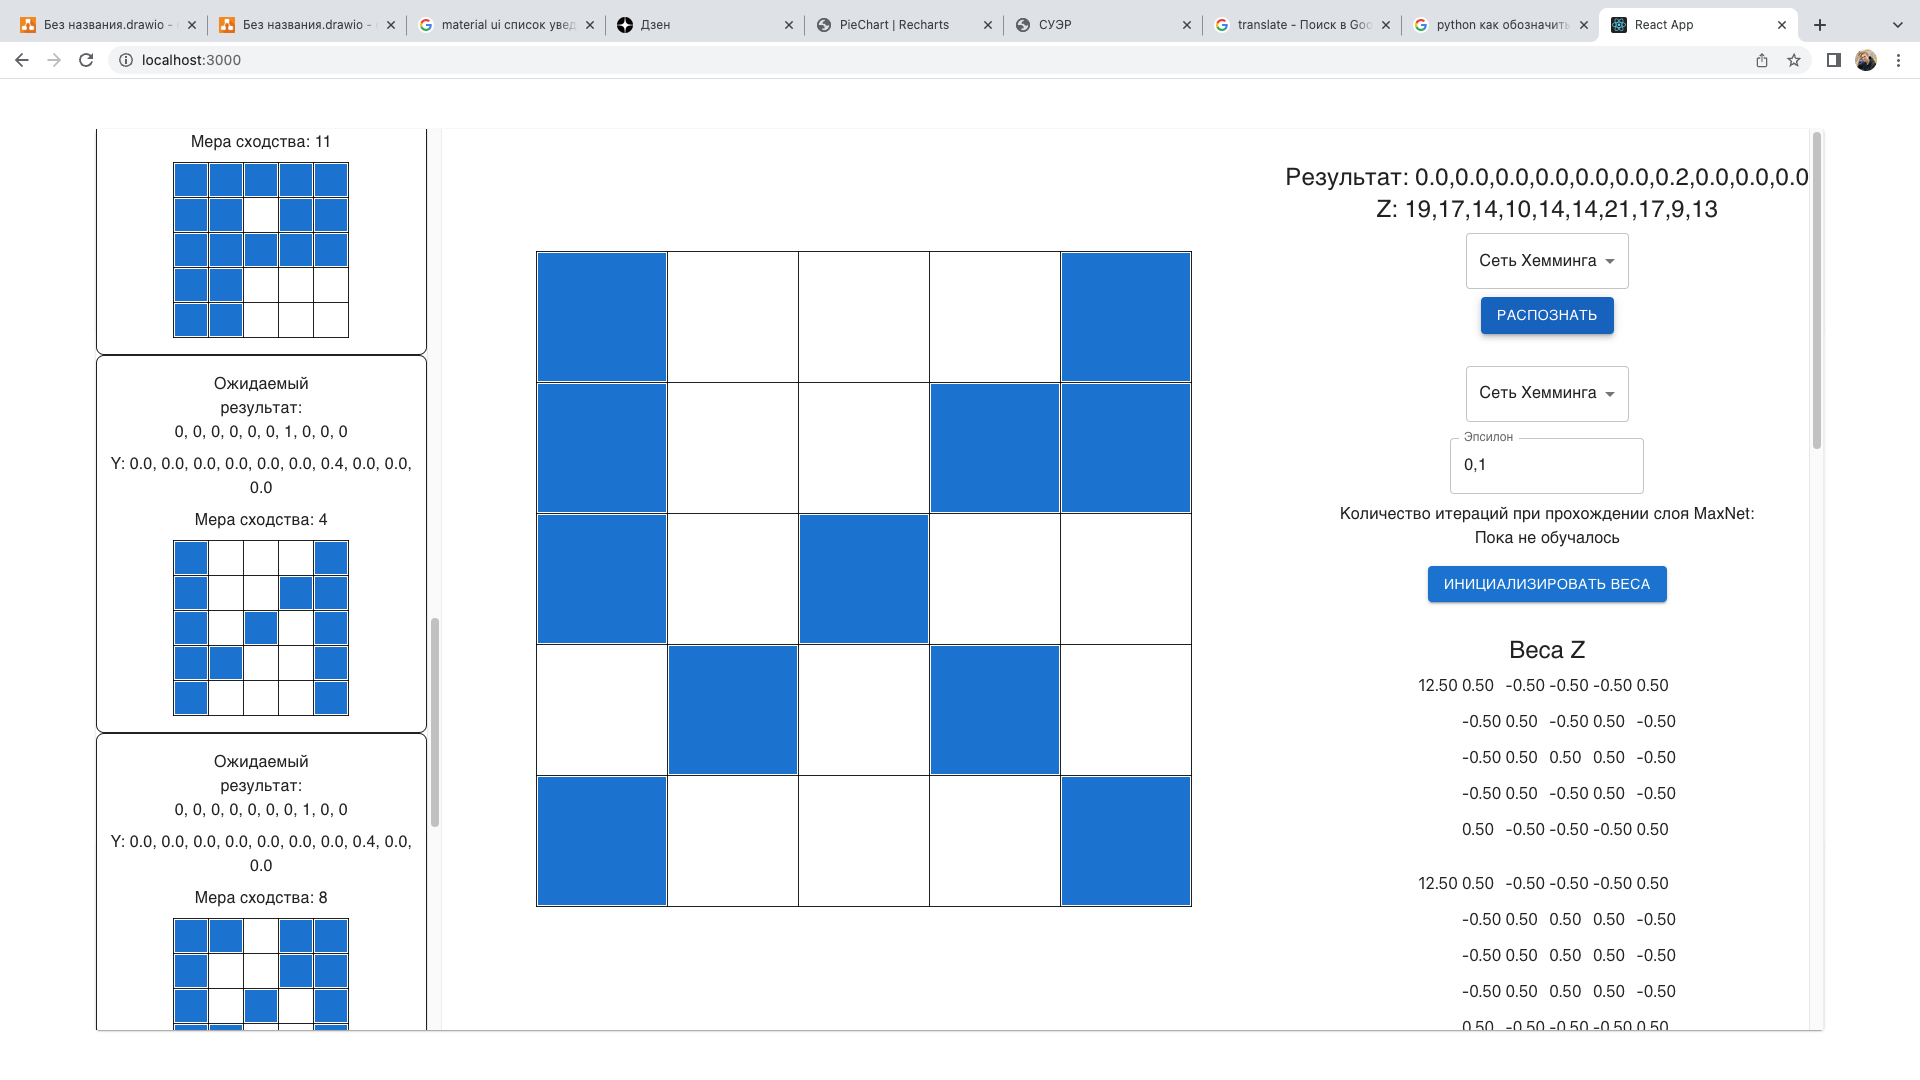 Без названия.drawio -
Без названия.drawio -
material ui список увед
Дзен
PieChart | Recharts
СУЭР
translate - Поиск в Goo
python как обозначить
React App
localhost:3000
Мера сходства: 11
Ожидаемый
результат:
0, 0, 0, 0, 0, 0, 1, 0, 0, 0
Y: 0.0, 0.0, 0.0, 0.0, 0.0, 0.0, 0.4, 0.0, 0.0,
0.0
Мера сходства: 4
Ожидаемый
результат:
0, 0, 0, 0, 0, 0, 0, 1, 0, 0
Y: 0.0, 0.0, 0.0, 0.0, 0.0, 0.0, 0.0, 0.4, 0.0,
0.0
Мера сходства: 8
Результат: 0.0,0.0,0.0,0.0,0.0,0.0,0.2,0.0,0.0,0.0
Z: 19,17,14,10,14,14,21,17,9,13
Сеть Хемминга
РАСПОЗНАТЬ
Сеть Хемминга
Эпсилон
0,1
Количество итераций при прохождении слоя MaxNet:
Пока не обучалось
ИНИЦИАЛИЗИРОВАТЬ ВЕСА
Веса Z
12.50 0.50 -0.50 -0.50 -0.50 0.50
-0.50 0.50 -0.50 0.50 -0.50
-0.50 0.50 0.50 0.50 -0.50
-0.50 0.50 -0.50 0.50 -0.50
0.50 -0.50 -0.50 -0.50 0.50
12.50 0.50 -0.50 -0.50 -0.50 0.50
-0.50 0.50 0.50 0.50 -0.50
-0.50 0.50 0.50 0.50 -0.50
-0.50 0.50 0.50 0.50 -0.50
0.50 -0.50 -0.50 -0.50 0.50